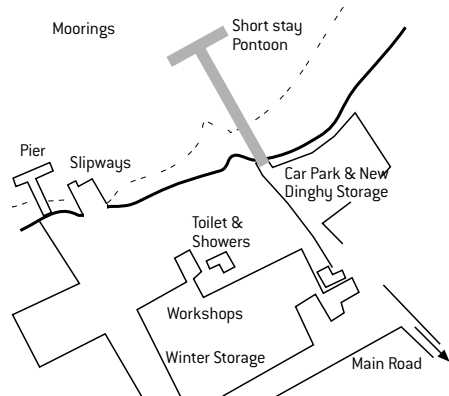 Moorings
Short stay
Pontoon
Pier
Slipways
Car Park & New
Dinghy Storage
Toilet &
Showers
Workshops
Winter Storage
Main Road